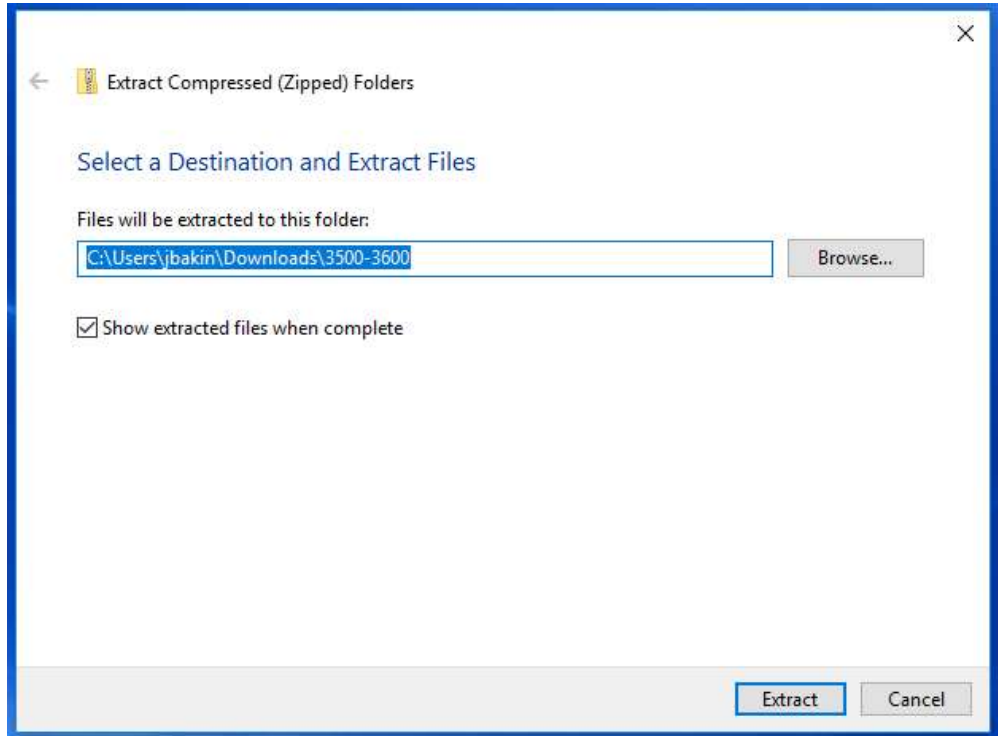 Extract Compressed (Zipped) Folders
Select a Destination and Extract Files
Files will be extracted to this folder:
C:\Users\jbakin\Downloads\3500-3600
Browse...
Show extracted files when complete
Extract
Cancel